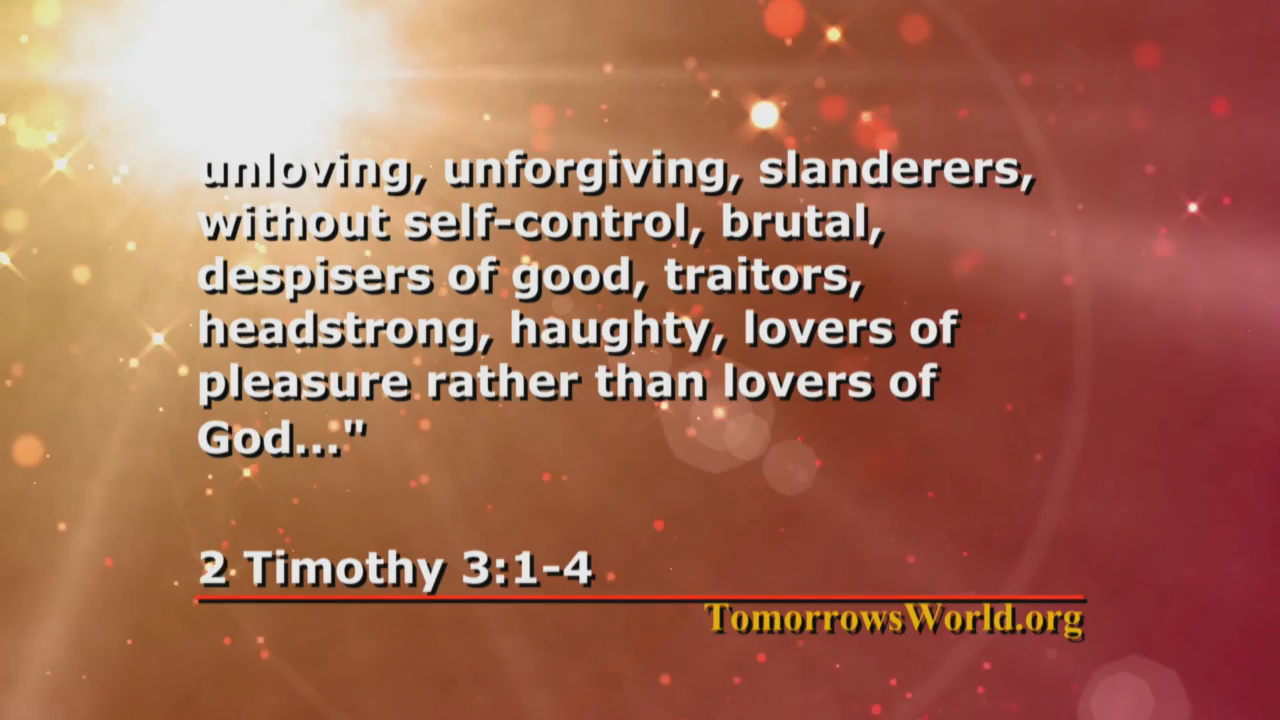 unloving, unforgiving, slanderers,
without self-control, brutal,
despisers of good, traitors,
headstrong, haughty, lovers of
pleasure rather than lovers of
God..."
2 Timothy 3:1-4
TomorrowsWorld.org